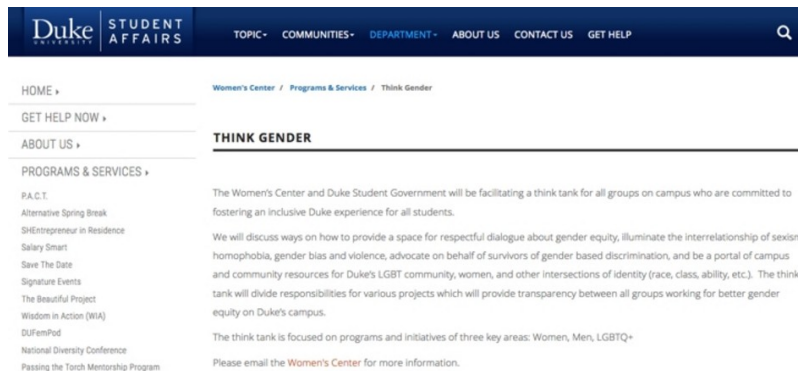 Duke UNIVERSITY STUDENT AFFAIRS
TOPIC COMMUNITIES DEPARTMENT ABOUT US CONTACT US GET HELP
HOME
GET HELP NOW
ABOUT US
PROGRAMS & SERVICES
P.A.C.T.
Alternative Spring Break
SHEntrepreneur in Residence
Salary Smart
Save The Date
Signature Events
The Beautiful Project
Wisdom in Action (WIA)
DUFemPod
National Diversity Conference
Passing the Torch Mentorship Program
Women's Center / Programs & Services / Think Gender
THINK GENDER
The Women's Center and Duke Student Government will be facilitating a think tank for all groups on campus who are committed to
fostering an inclusive Duke experience for all students.
We will discuss ways on how to provide a space for respectful dialogue about gender equity, illuminate the interrelationship of sexism
homophobia, gender bias and violence, advocate on behalf of survivors of gender based discrimination, and be a portal of campus
and community resources for Duke's LGBT community, women, and other intersections of identity (race, class, ability, etc.). The think
tank will divide responsibilities for various projects which will provide transparency between all groups working for better gender
equity on Duke's campus.
The think tank is focused on programs and initiatives of three key areas: Women, Men, LGBTQ+
Please email the Women's Center for more information.